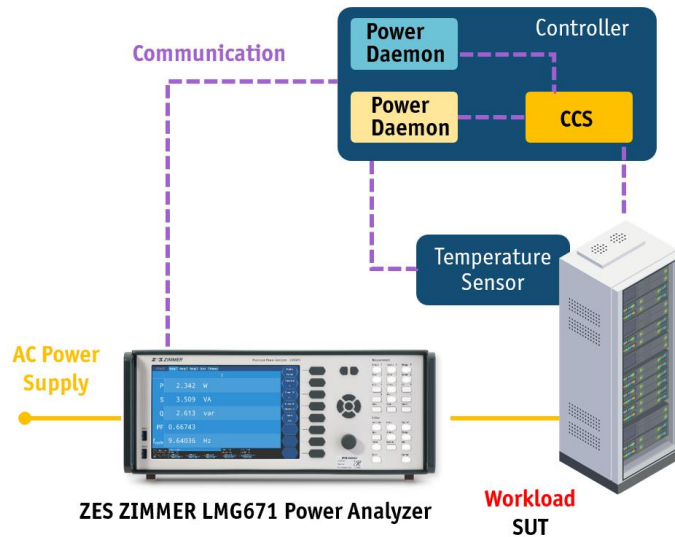 Communication
Controller
Power
Daemon
Power
Daemon
CCS
Temperature
Sensor
AC Power
Supply
ZES ZIMMER
P 2.342 W
S 3.509 VA
Q 2.613 var
PF 0.66743
9.64036 Hz
ZES ZIMMER LMG671 Power Analyzer
Workload
SUT